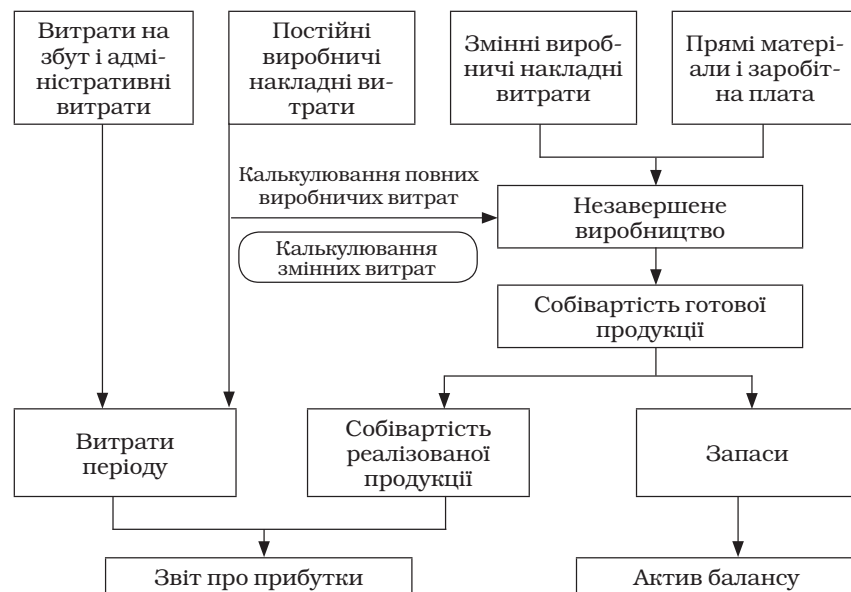 Витрати на
збут і адмі-
ністративні
витрати
Постійні
виробничі
накладні ви-
трати
Змінні вироб-
ничі накладні
витрати
Прямі матері-
али і заробіт-
на плата
Калькулювання повних
виробничих витрат
Калькулювання
змінних витрат
Незавершене
виробництво
Собівартість готової
продукції
Витрати
періоду
Собівартість
реалізованої
продукції
Запаси
Звіт про прибутки
Актив балансу